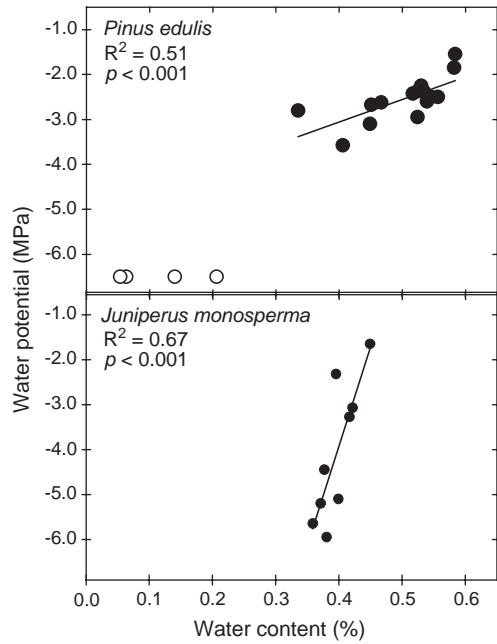 Pinus edulis
R² = 0.51
p < 0.001
-1.0
-2.0
-3.0
-4.0
-5.0
-6.0
Water potential (MPa)
Juniperus monosperma
R² = 0.67
p < 0.001
-1.0
-2.0
-3.0
-4.0
-5.0
-6.0
0.0 0.1 0.2 0.3 0.4 0.5 0.6
Water content (%)